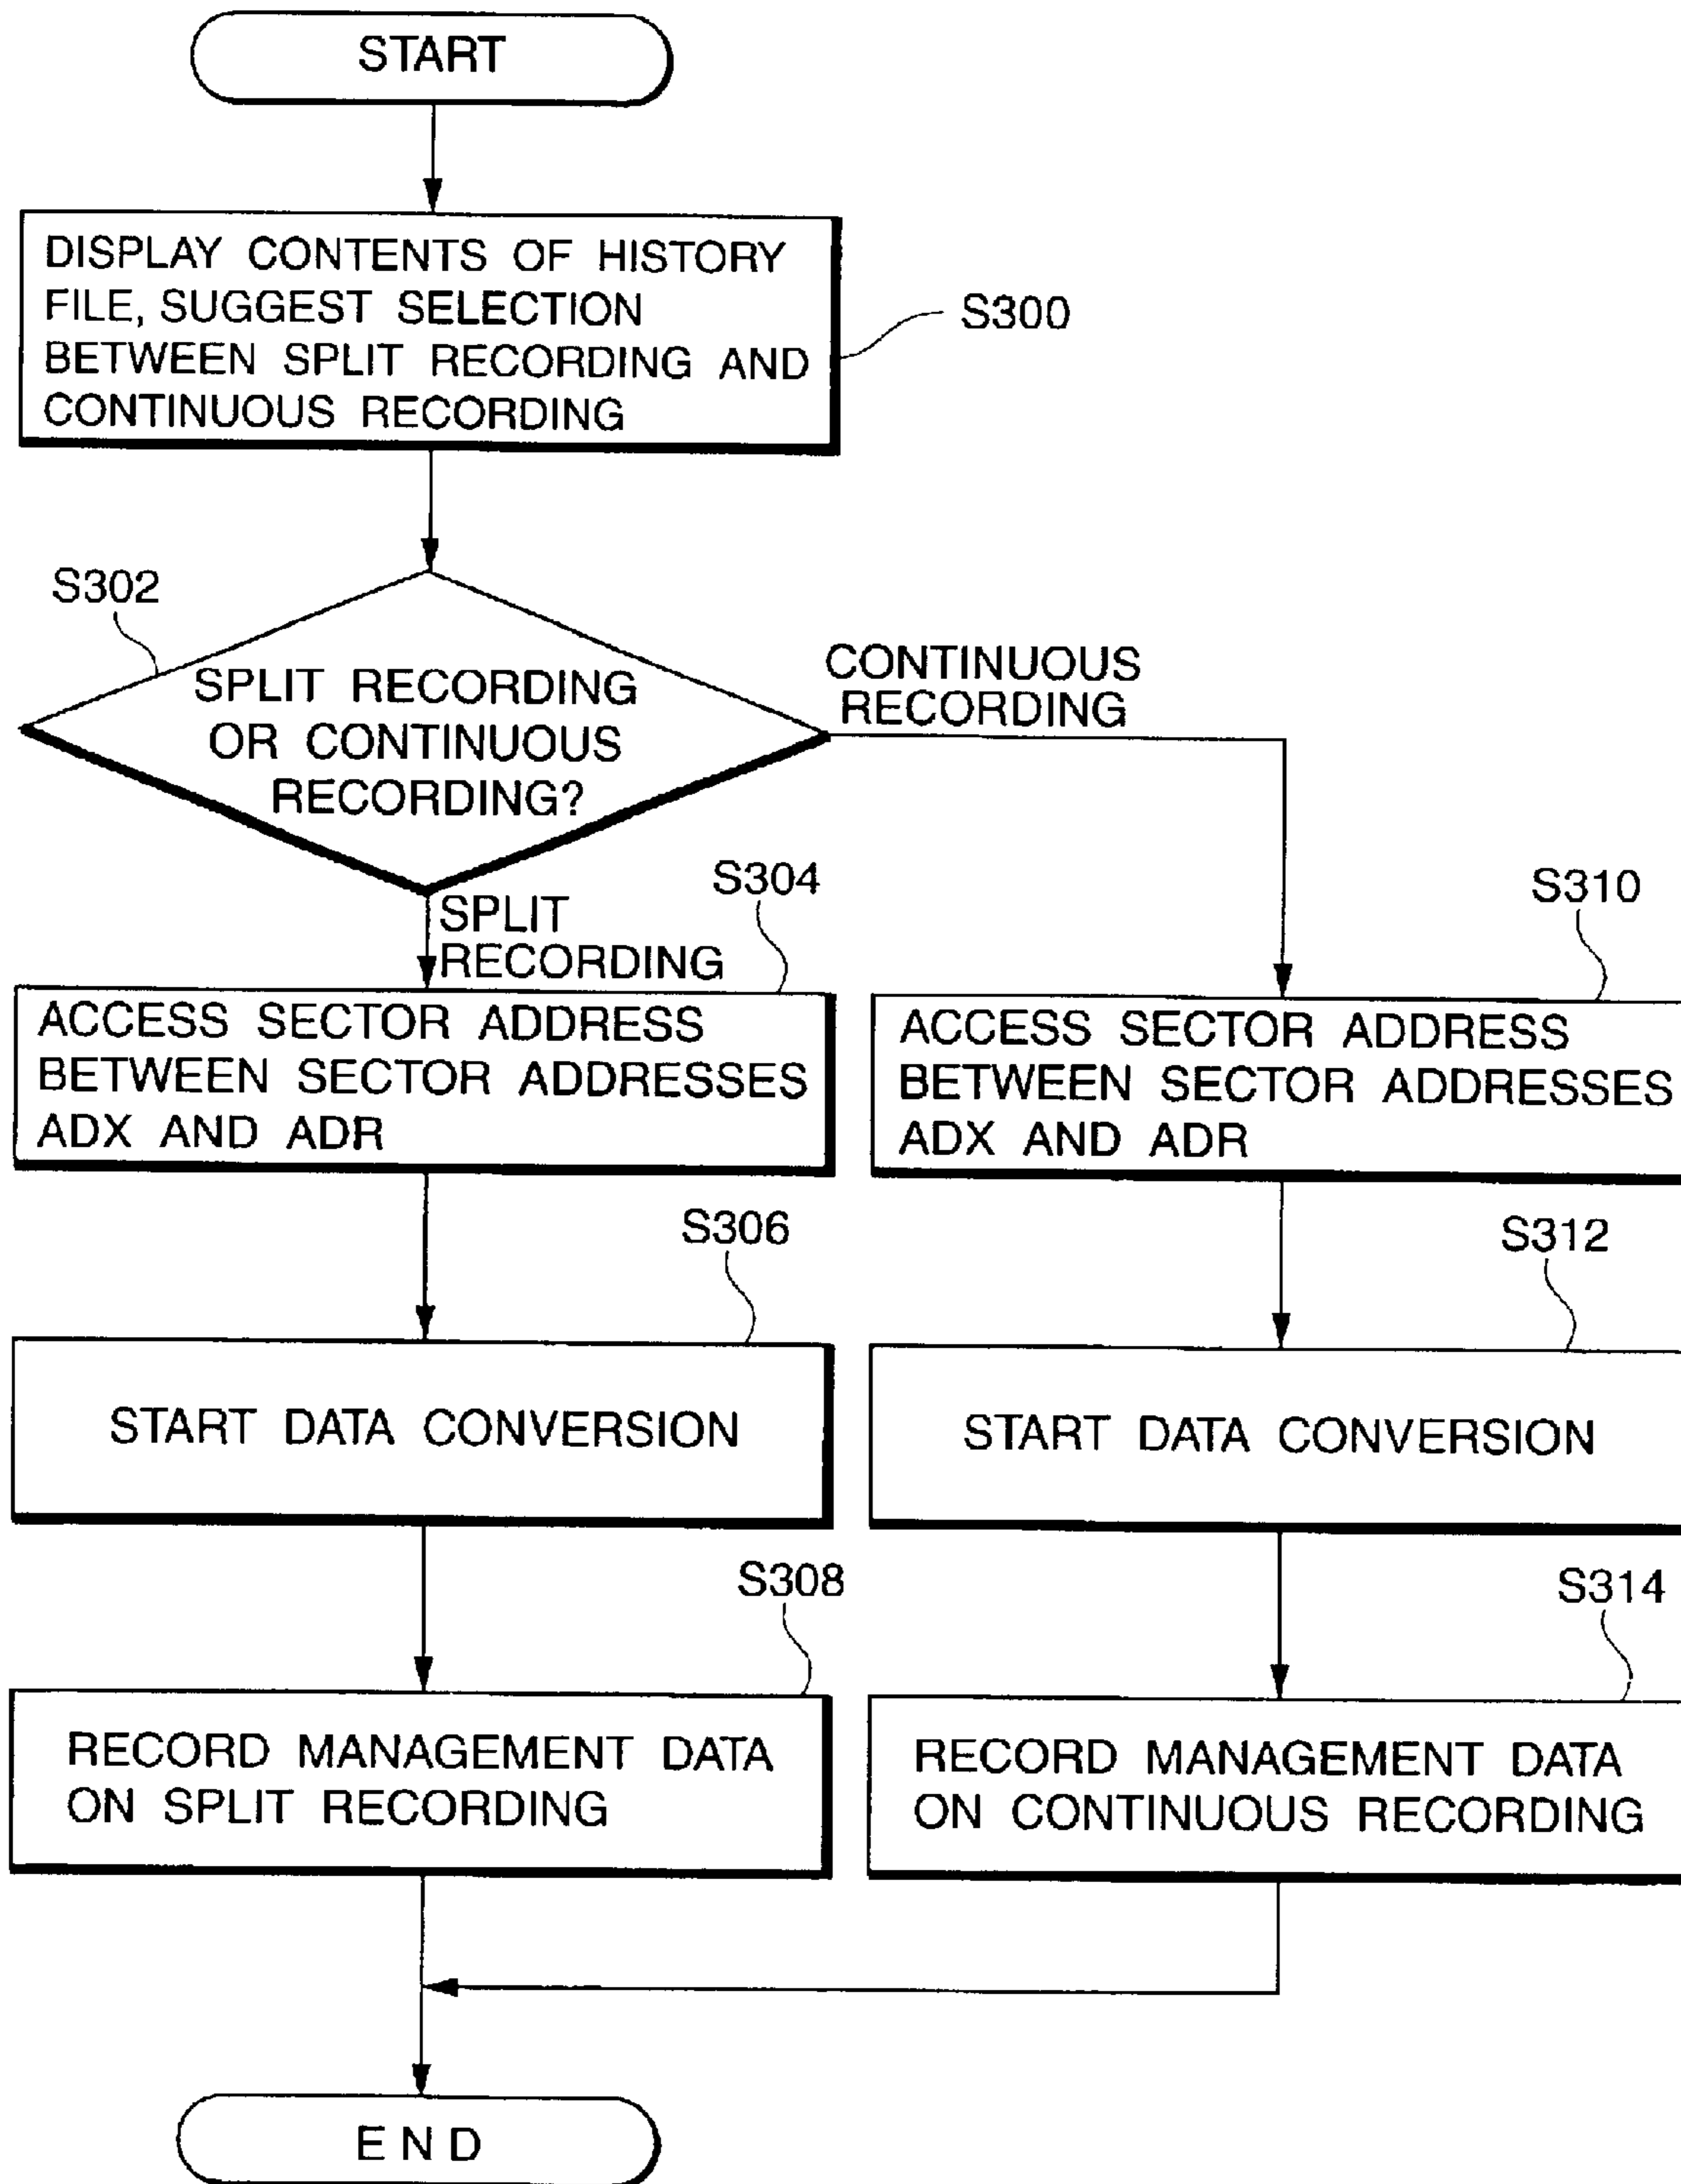 START
DISPLAY CONTENTS OF HISTORY
FILE, SUGGEST SELECTION
BETWEEN SPLIT RECORDING AND
CONTINUOUS RECORDING
S300
S302
SPLIT RECORDING
OR CONTINUOUS
RECORDING?
CONTINUOUS
RECORDING
SPLIT
RECORDING
S304
ACCESS SECTOR ADDRESS
BETWEEN SECTOR ADDRESSES
ADX AND ADR
S310
ACCESS SECTOR ADDRESS
BETWEEN SECTOR ADDRESSES
ADX AND ADR
S306
START DATA CONVERSION
S312
START DATA CONVERSION
S308
RECORD MANAGEMENT DATA
ON SPLIT RECORDING
S314
RECORD MANAGEMENT DATA
ON CONTINUOUS RECORDING
END